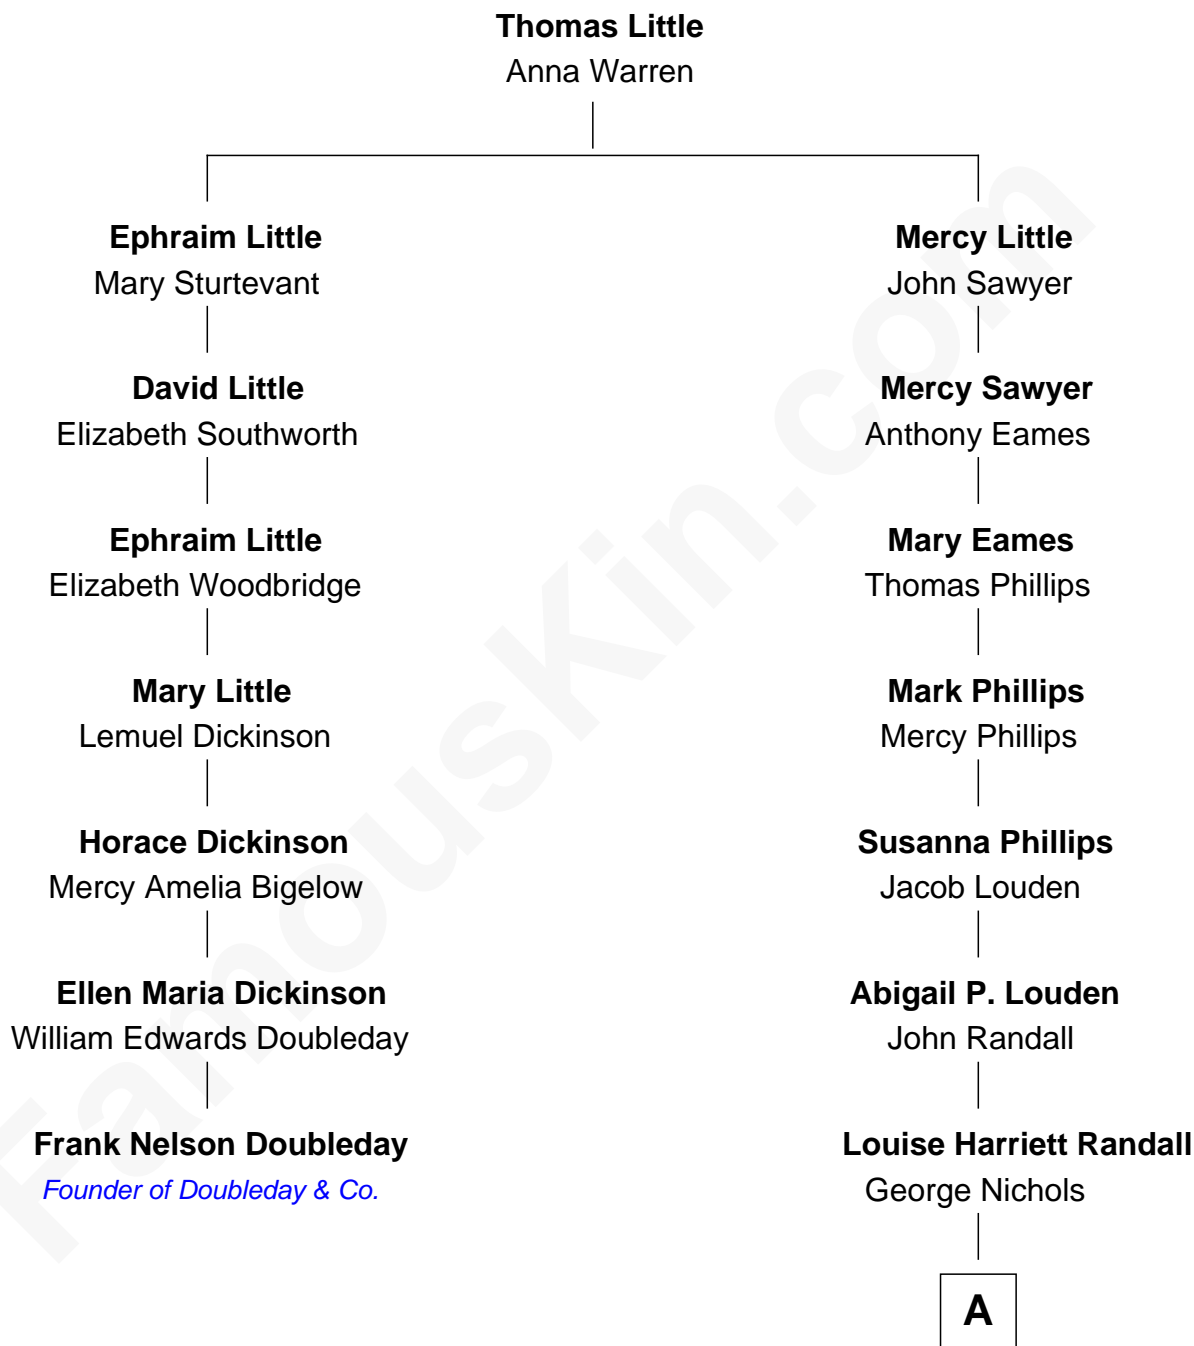 Thomas Little
Anna Warren
Ephraim Little
Mary Sturtevant
David Little
Elizabeth Southworth
Ephraim Little
Elizabeth Woodbridge
Mary Little
Lemuel Dickinson
Horace Dickinson
Mercy Amelia Bigelow
Ellen Maria Dickinson
William Edwards Doubleday
Frank Nelson Doubleday
Founder of Doubleday & Co.
Mercy Little
John Sawyer
Mercy Sawyer
Anthony Eames
Mary Eames
Thomas Phillips
Mark Phillips
Mercy Phillips
Susanna Phillips
Jacob Louden
Abigail P. Louden
John Randall
Louise Harriett Randall
George Nichols
A
FamousKin.com